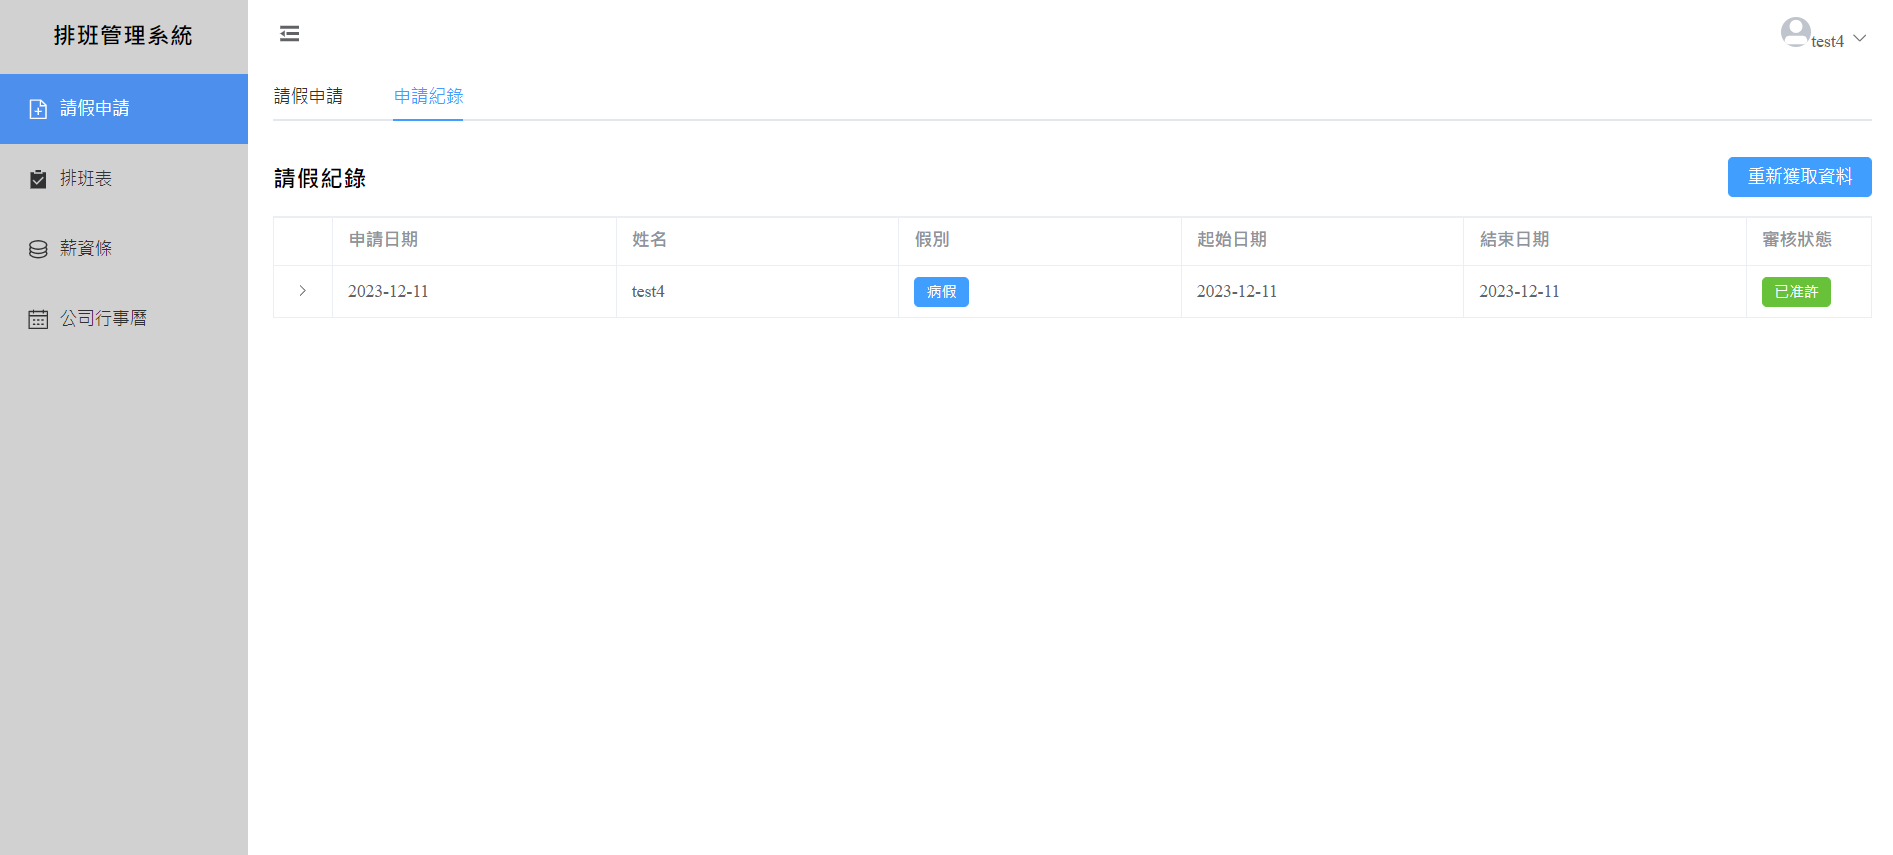 排班管理系統
test4
請假申請
排班表
薪資條
公司行事曆
請假申請 申請紀錄
請假紀錄
重新獲取資料
申請日期 姓名 假別 起始日期 結束日期 審核狀態
2023-12-11 test4 病假 2023-12-11 2023-12-11 已准許